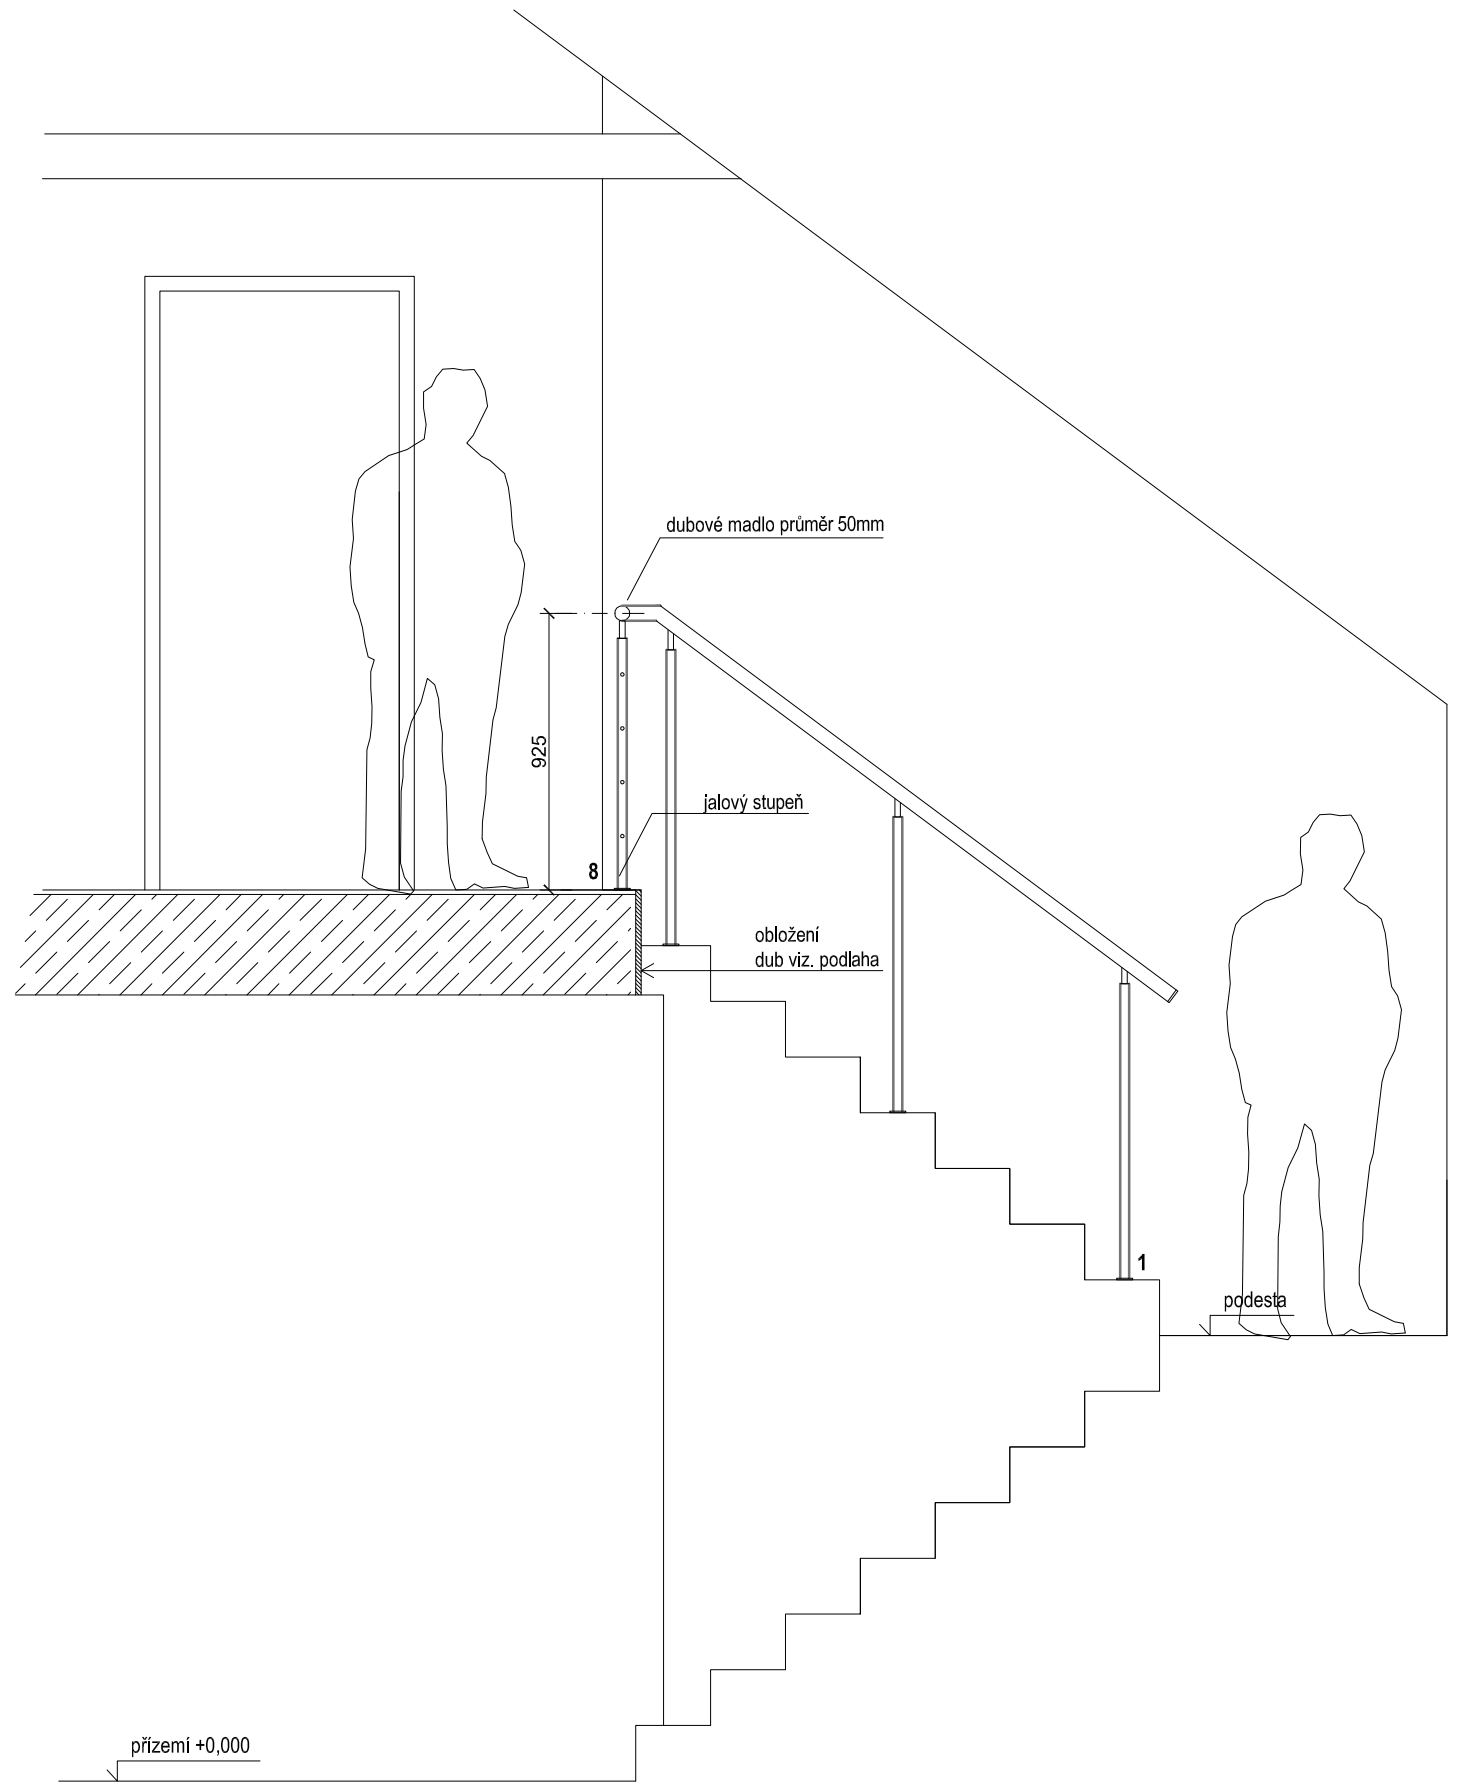 dubové madlo průměr 50mm
925
jalový stupeň
8
obložení
dub viz. podlaha
1
podesta
přízemí +0,000